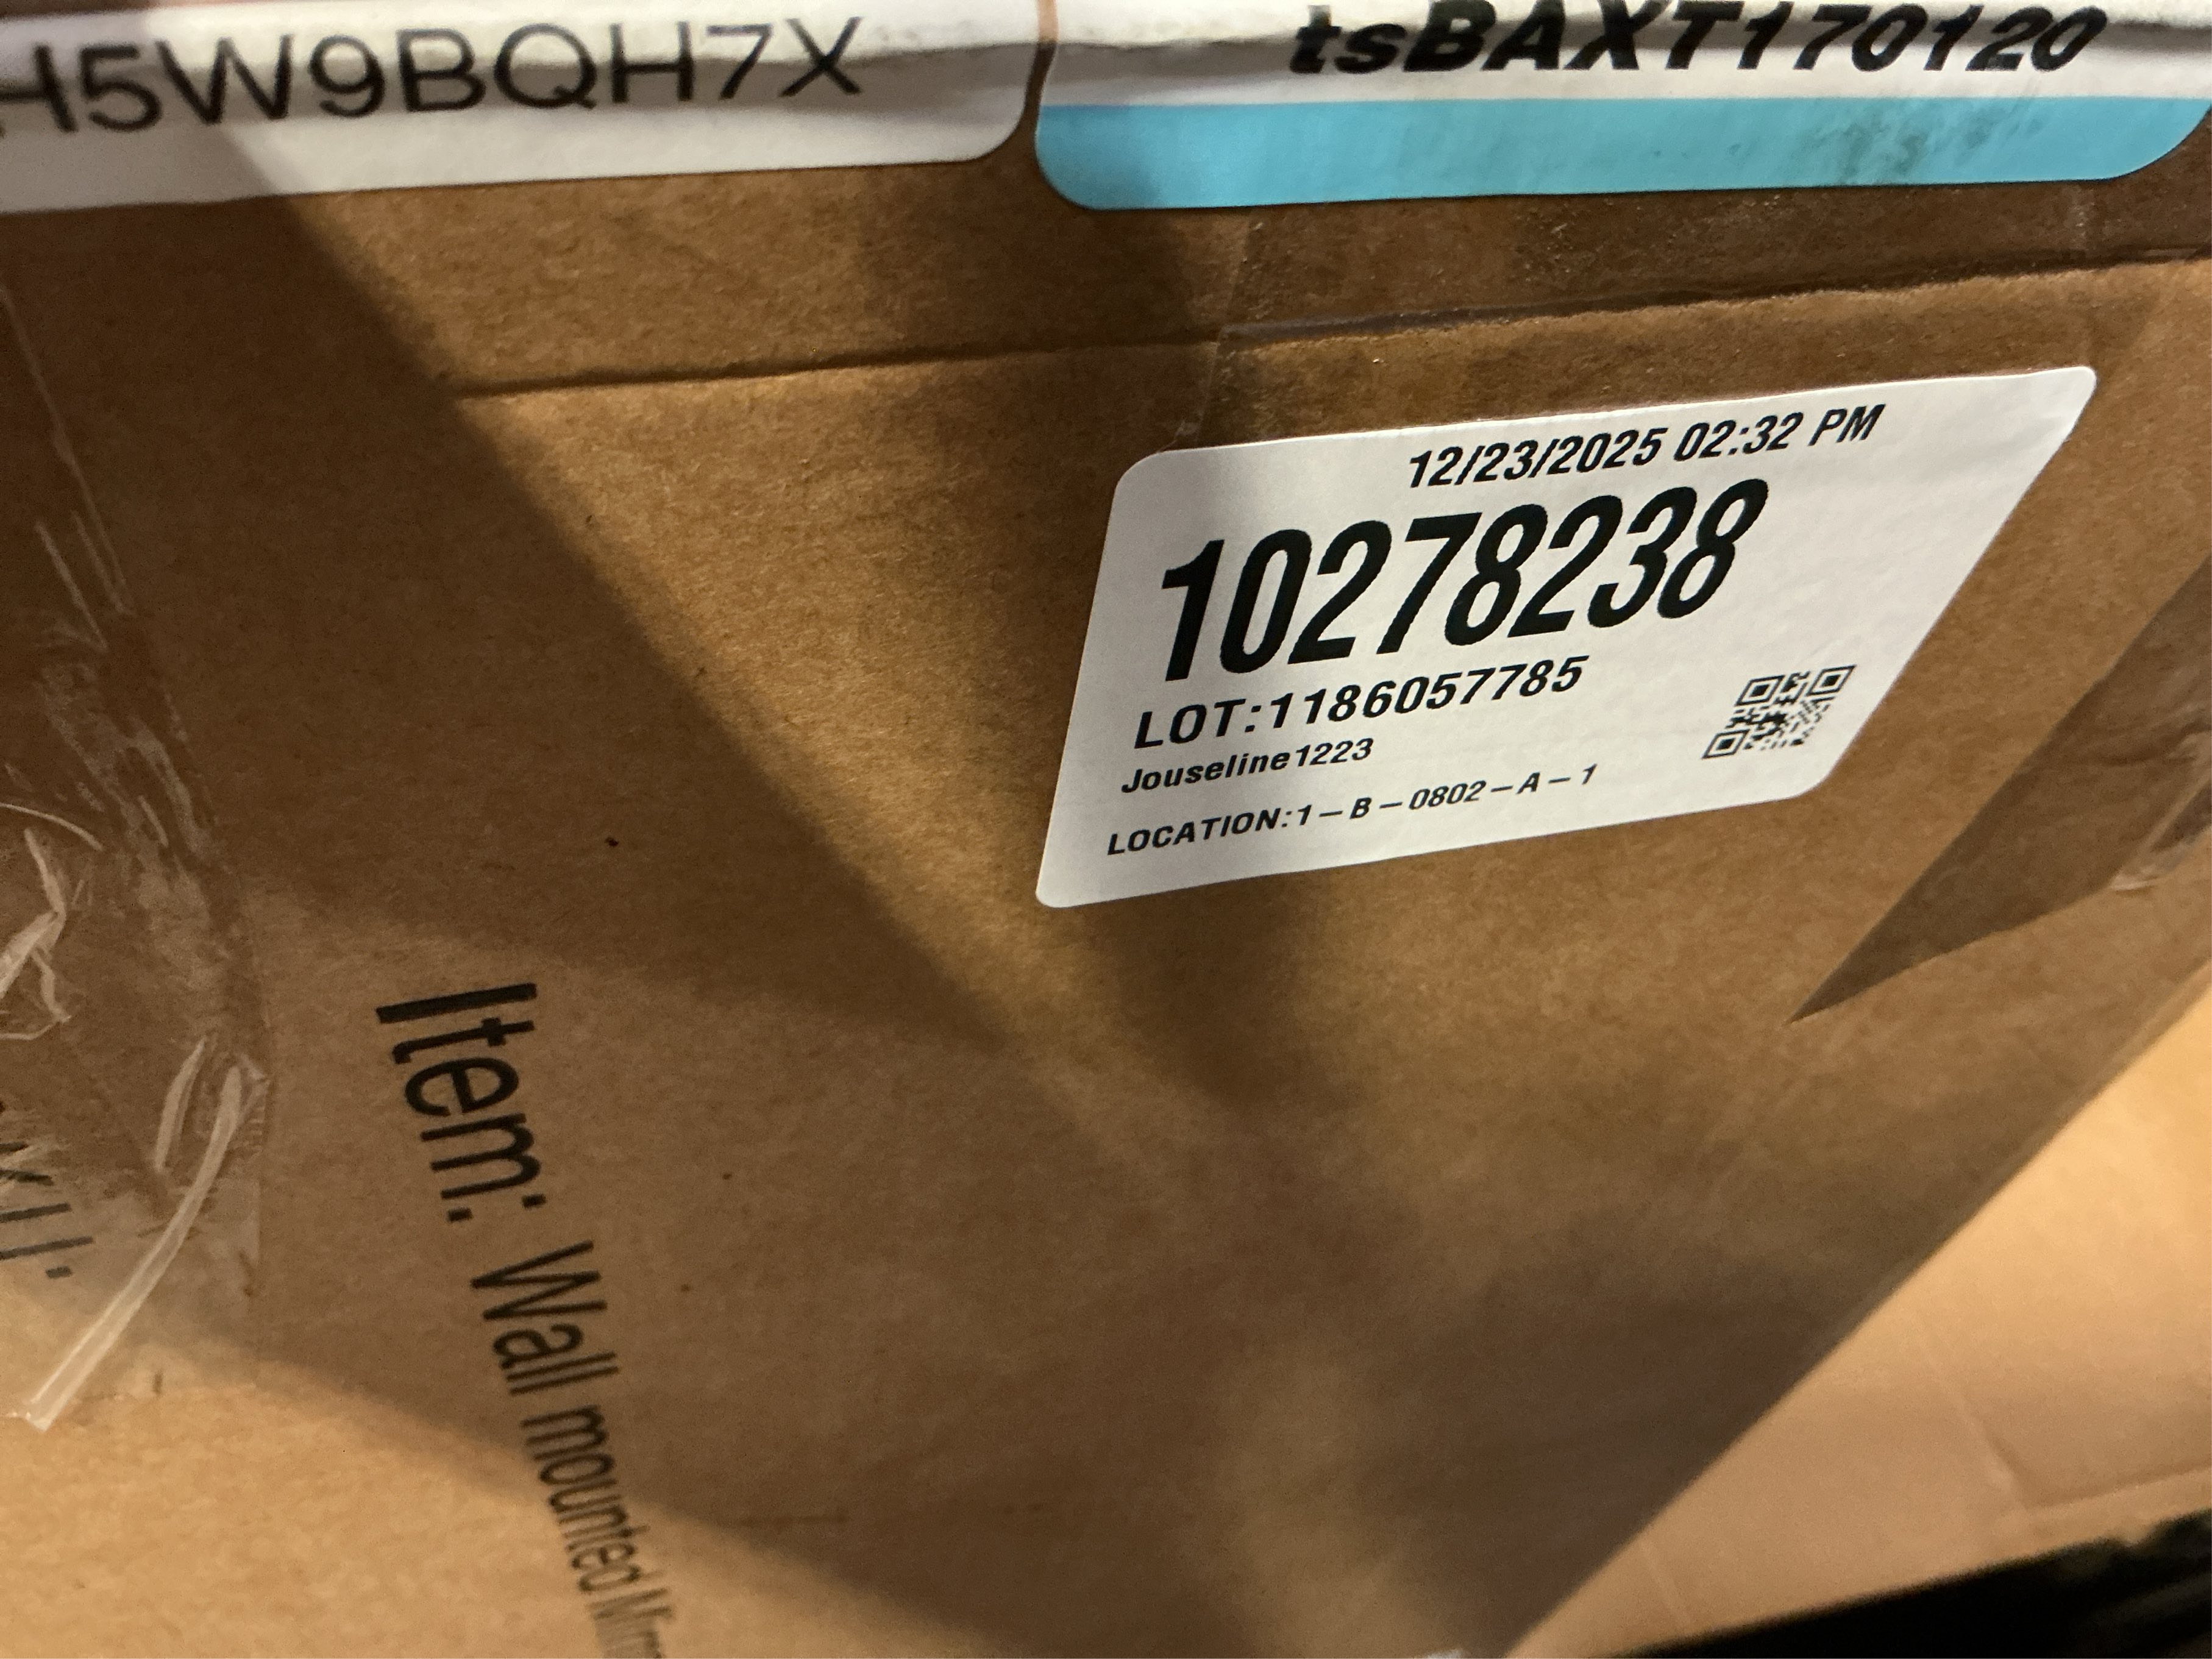 H5W9BQH7X
tsBAXT170120
12/23/2025 02:32 PM
10278238
LOT:1186057785
Jouseline1223
LOCATION:1-B-0802-A-1
Item: Wall mounted